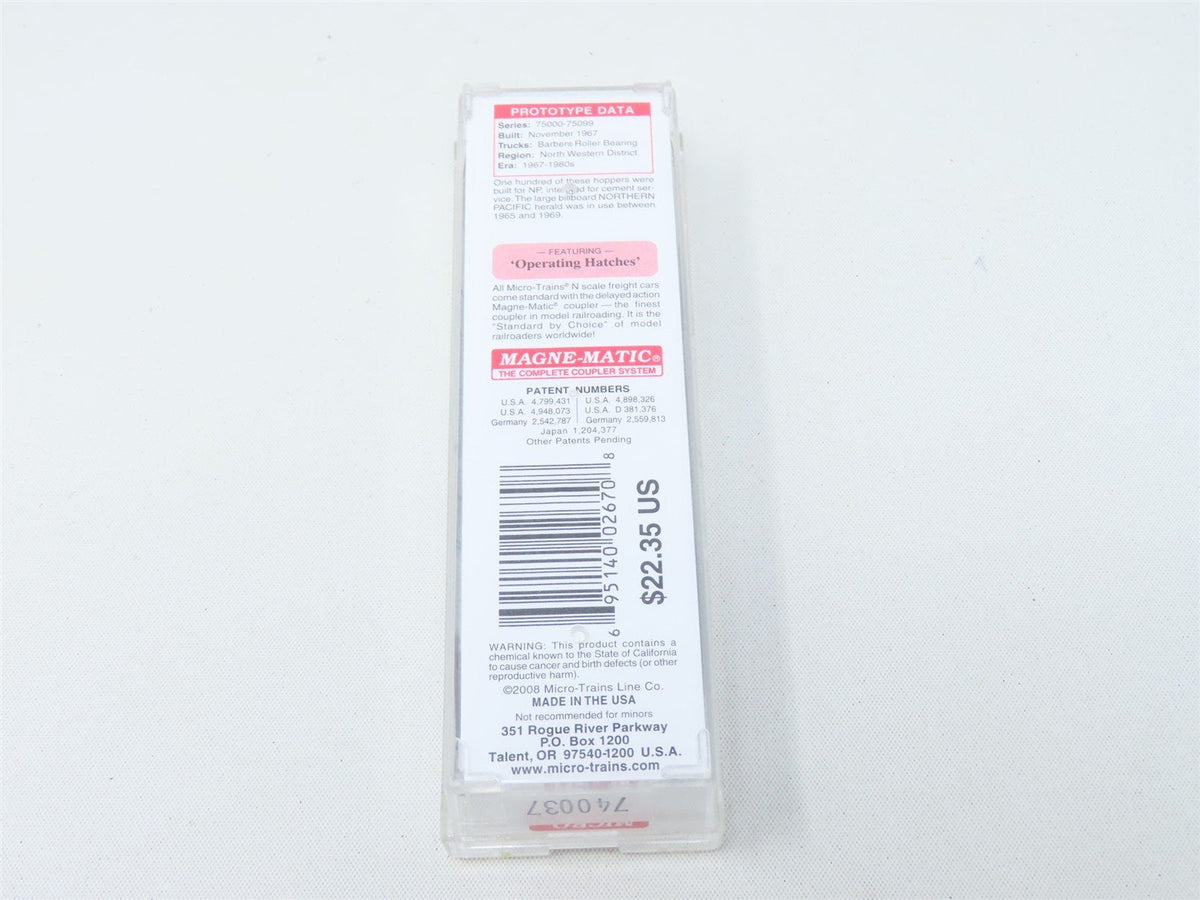 PROTOTYPE DATA
Series: 75000-75099
Built: November 1967
Trucks: Barbers Roller Bearing
Region: North Western District
Era: 1967-1980s
One hundred of these hoppers were
built for NP, intended for cement ser-
vice. The large billboard NORTHERN
PACIFIC herald was in use between
1965 and 1969.
— FEATURING —
‘Operating Hatches’
All Micro-Trains® N scale freight cars
come standard with the delayed action
Magne-Matic® coupler — the finest
coupler in model railroading. It is the
"Standard by Choice" of model
railroaders worldwide!
MAGNE-MATIC®
THE COMPLETE COUPLER SYSTEM
PATENT NUMBERS
U.S.A. 4,799,431 U.S.A. 4,898,326
U.S.A. 4,948,073 U.S.A. D 381,376
Germany 2,542,787 Germany 2,559,813
Japan 1,204,377
Other Patents Pending
6 95140 02670 8
$22.35 US
WARNING: This product contains a
chemical known to the State of California
to cause cancer and birth defects (or other
reproductive harm).
©2008 Micro-Trains Line Co.
MADE IN THE USA
Not recommended for minors
351 Rogue River Parkway
P.O. Box 1200
Talent, OR 97540-1200 U.S.A.
www.micro-trains.com
740037
MICRO